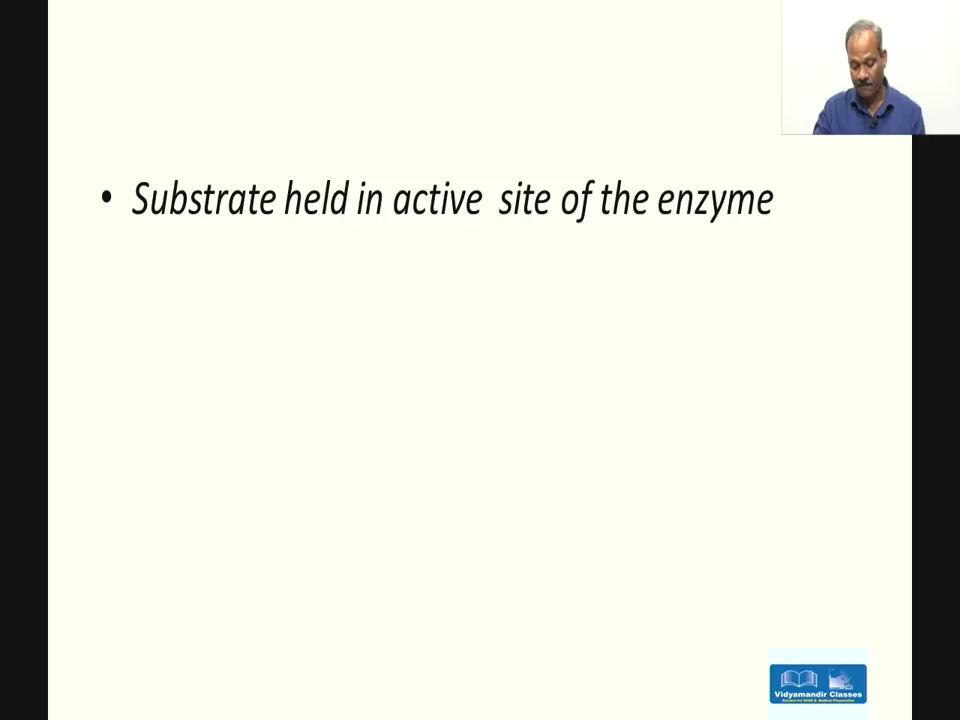 • Substrate held in active site of the enzyme
Vidyamandir Classes